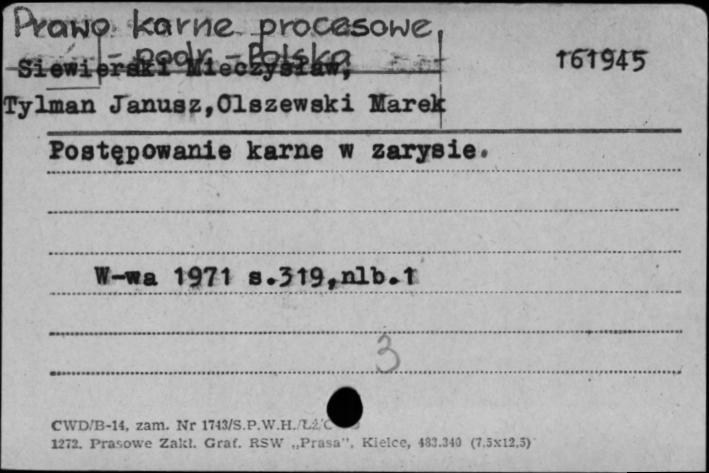 Prawo karne procesowe,
- podr. - Polska
Siewierski Mieczysław,
161945
Tylman Janusz,Olszewski Marek
Postępowanie karne w zarysie.
W-wa 1971 s.319,nlb.1
3
CWD/B-14, zam. Nr 1743/S.P.W.H./Łź/C
1272. Prasowe Zakł. Graf. RSW „Prasa", Kielce, 483.340 (7,5x12,5)